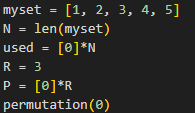 myset = [1, 2, 3, 4, 5]
N = len(myset)
used = [0]*N
R = 3
P = [0]*R
permutation(0)